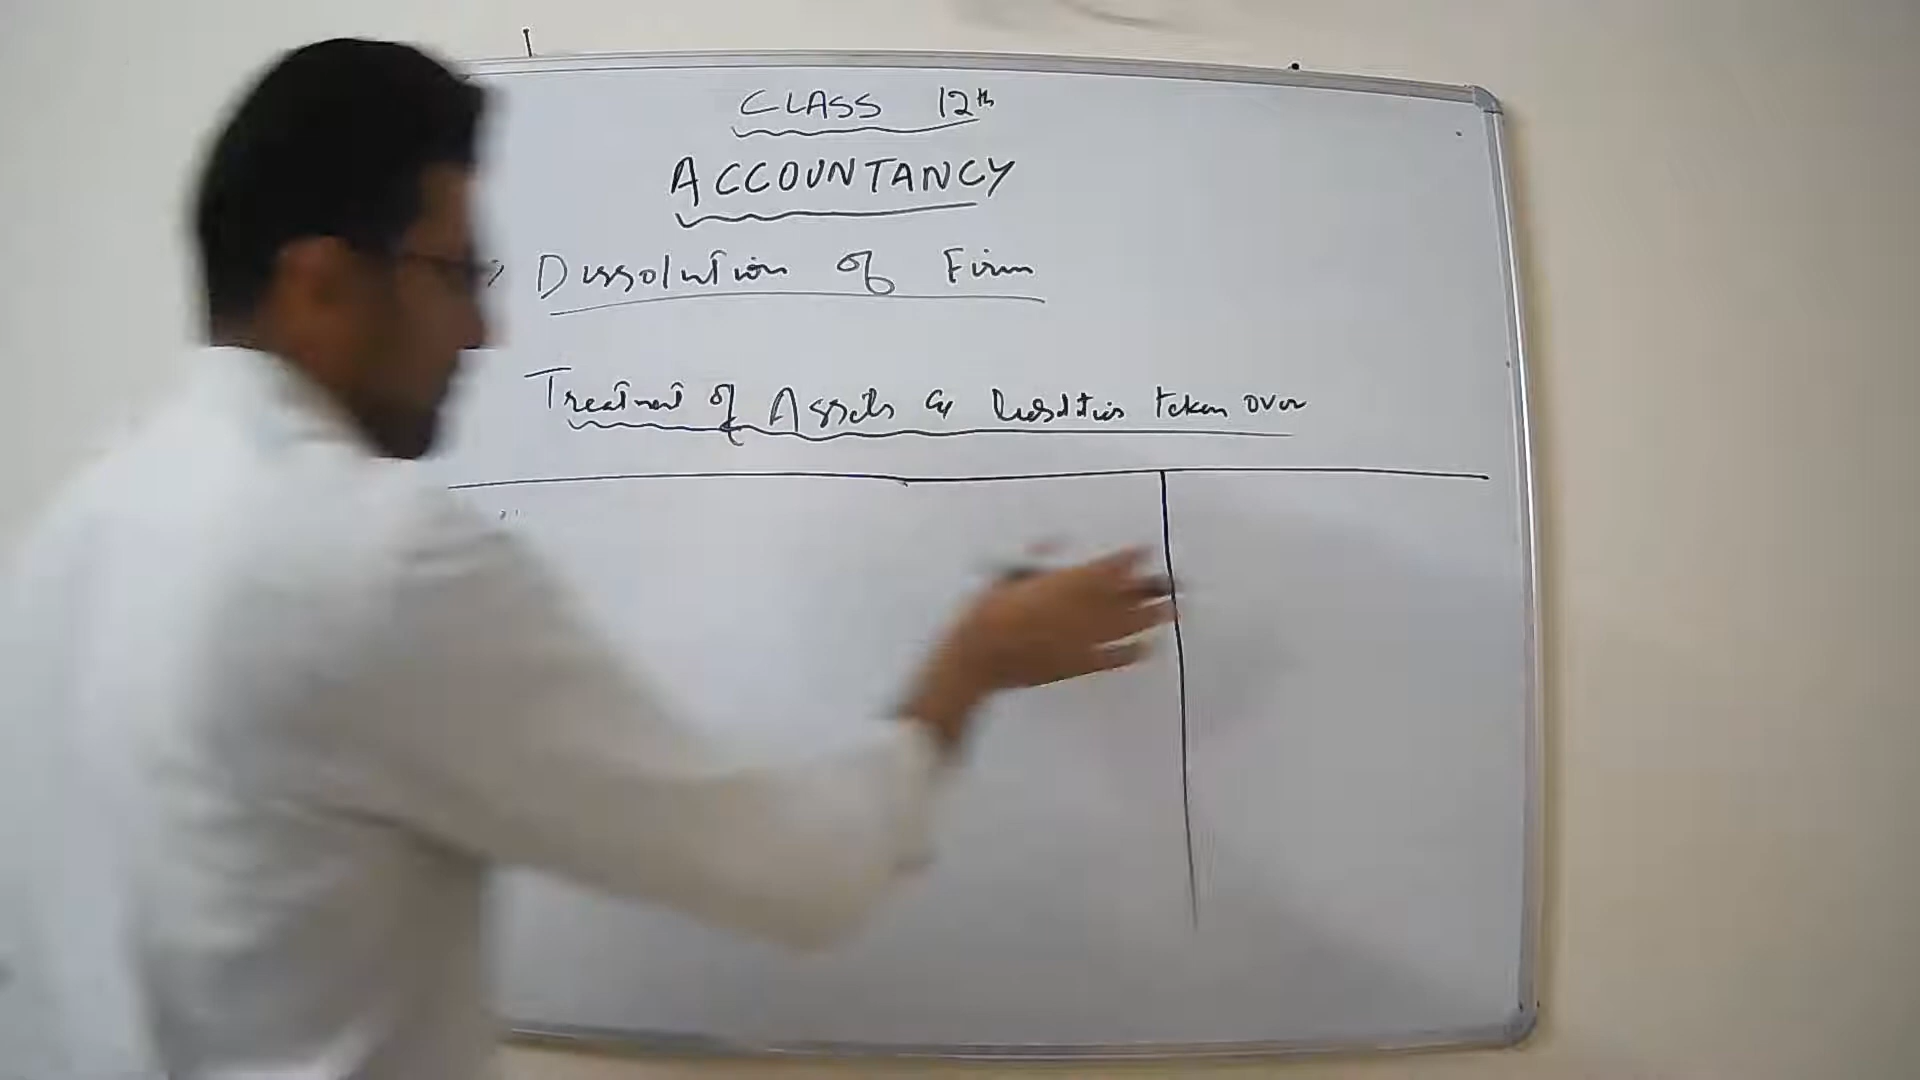 CLASS 12th
ACCOUNTANCY
Dissolution of Firm
Treatment of Assets & Liabilities taken over